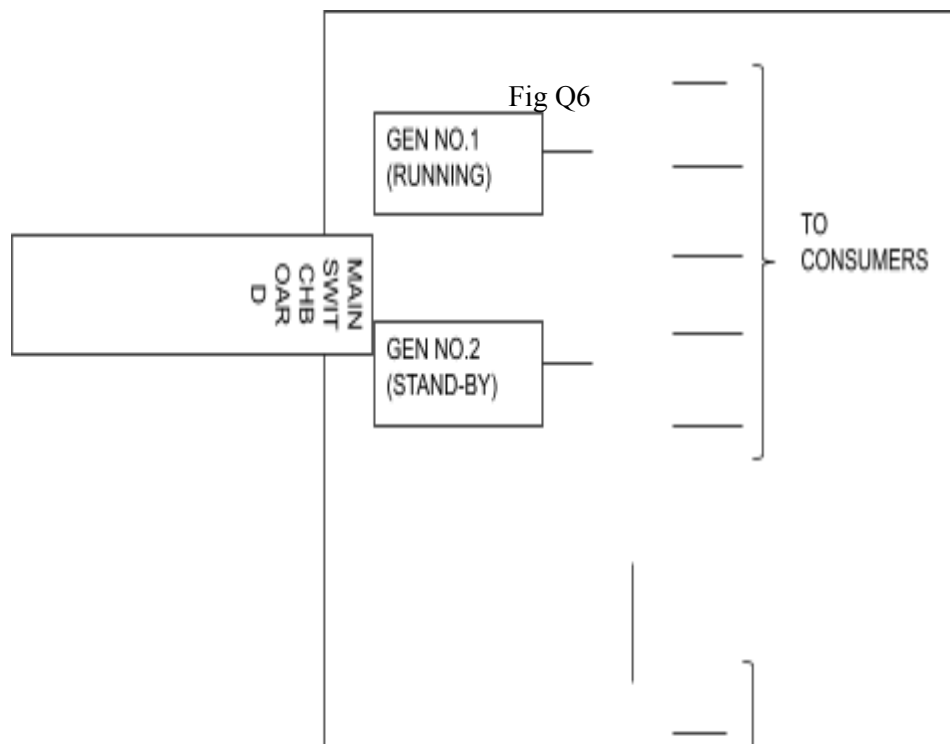 Fig Q6
GEN NO.1
(RUNNING)
TO
CONSUMERS
MAIN
SWIT
CHB
OAR
D
GEN NO.2
(STAND-BY)